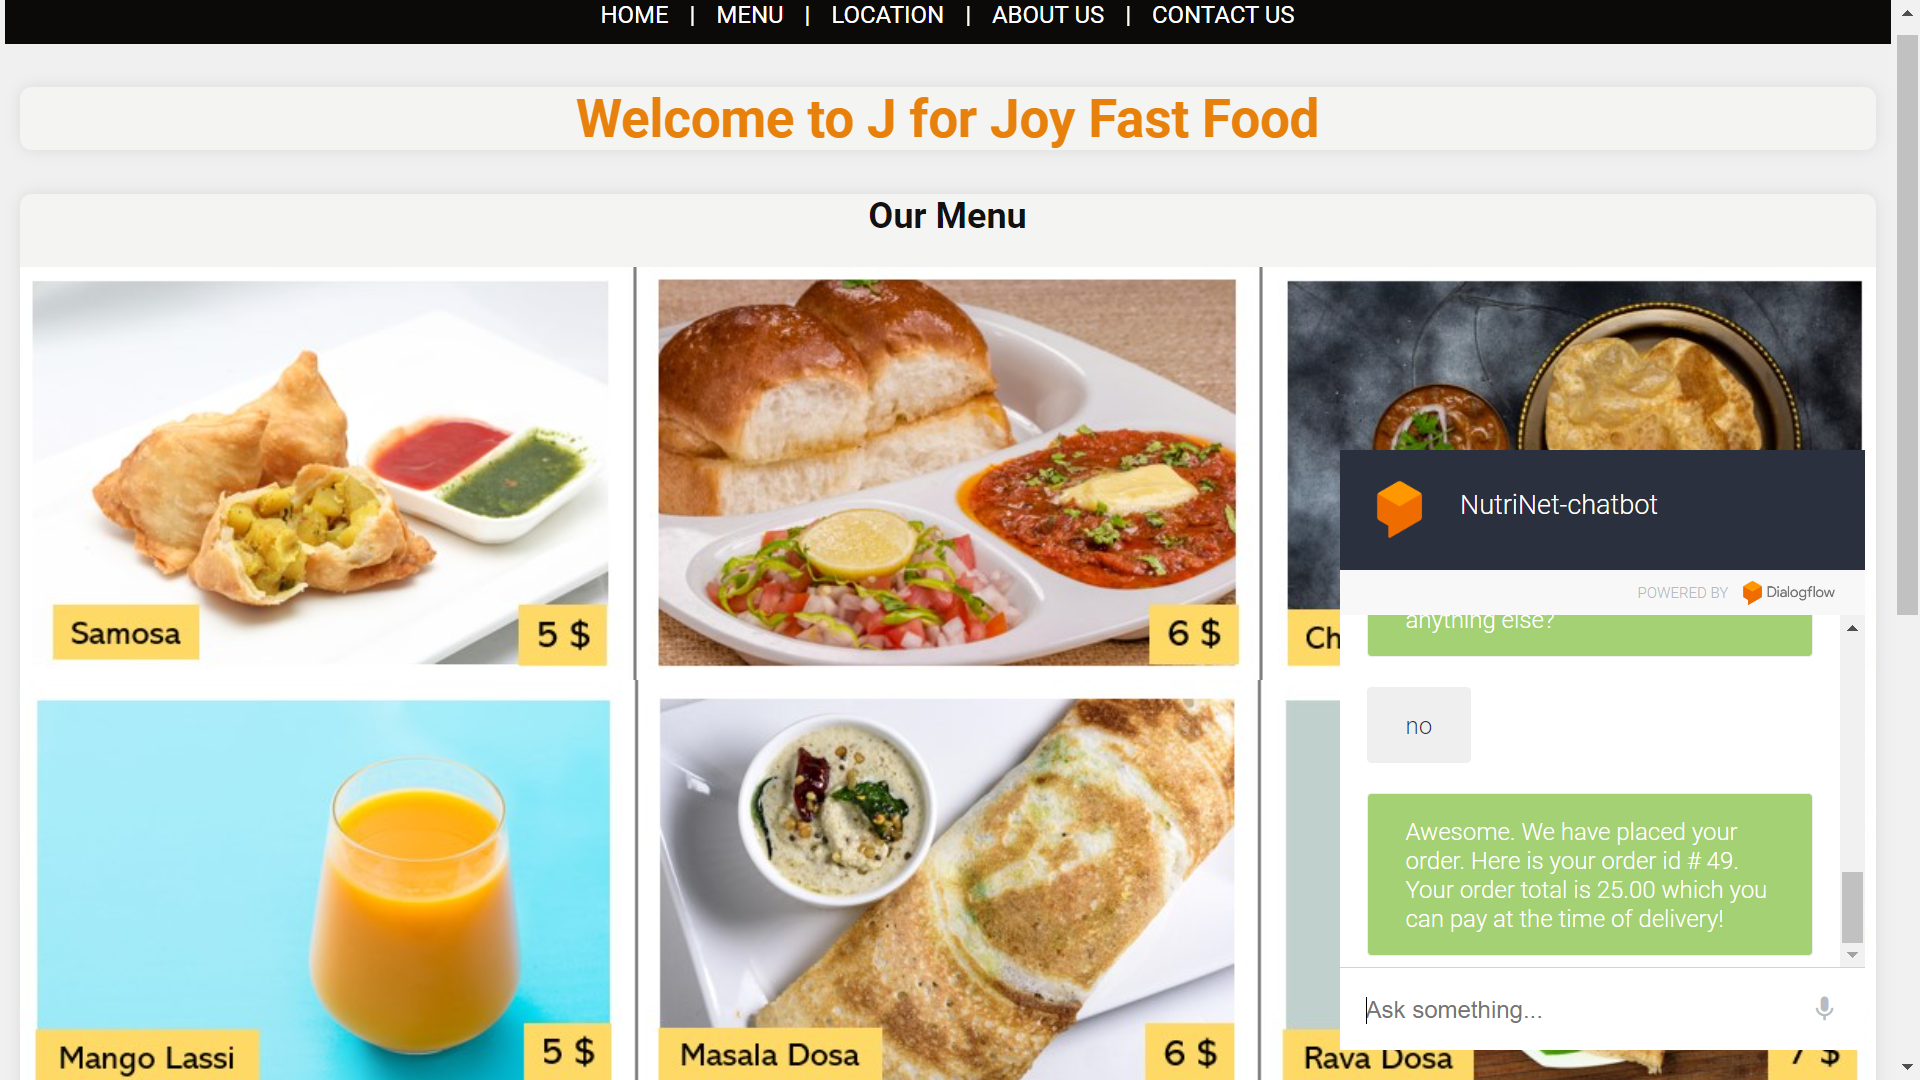 HOME | MENU | LOCATION | ABOUT US | CONTACT US
Welcome to J for Joy Fast Food
Our Menu
Samosa
5 $
6 $
Ch
Mango Lassi
5 $
Masala Dosa
6 $
Rava Dosa
7 $
NutriNet-chatbot
POWERED BY Dialogflow
anything else?
no
Awesome. We have placed your
order. Here is your order id # 49.
Your order total is 25.00 which you
can pay at the time of delivery!
Ask something...